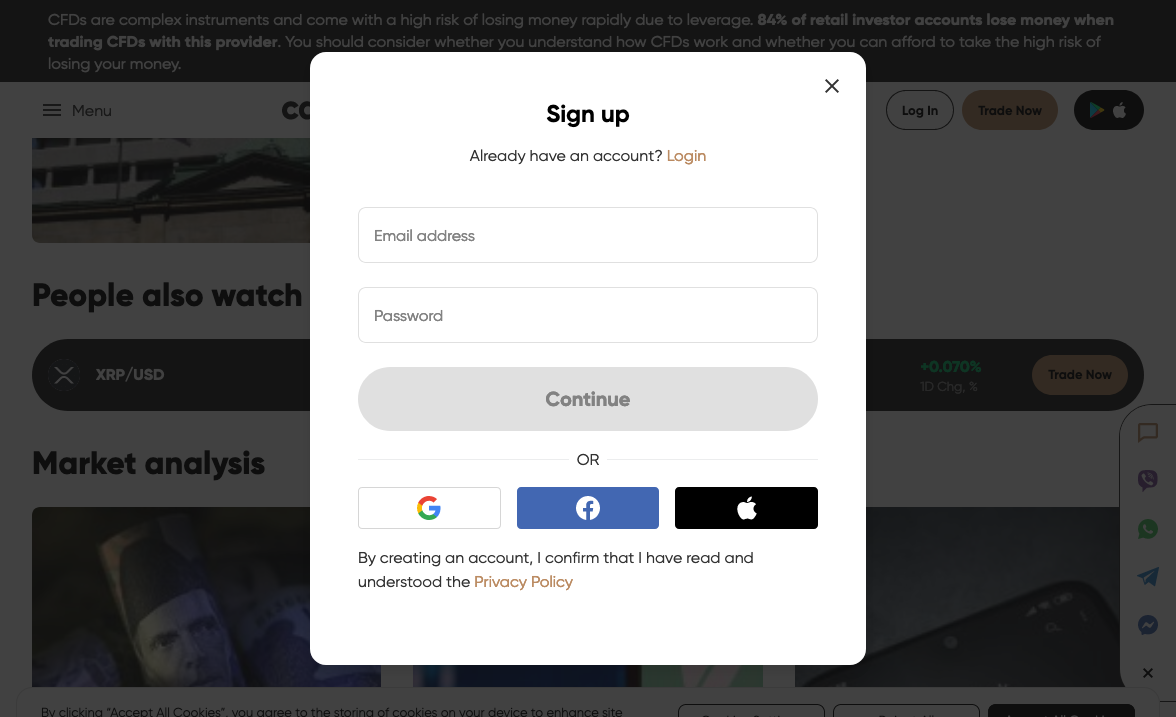 CFDs are complex instruments and come with a high risk of losing money rapidly due to leverage. 84% of retail investor accounts lose money when
trading CFDs with this provider. You should consider whether you understand how CFDs work and whether you can afford to take the high risk of
losing your money.
Menu
Log In
Trade Now
Sign up
Already have an account? Login
Email address
Password
Continue
OR
By creating an account, I confirm that I have read and
understood the Privacy Policy
People also watch
XRP/USD
+0.070%
1D Chg, %
Trade Now
Market analysis
By clicking “Accept All Cookies”, you agree to the storing of cookies on your device to enhance site